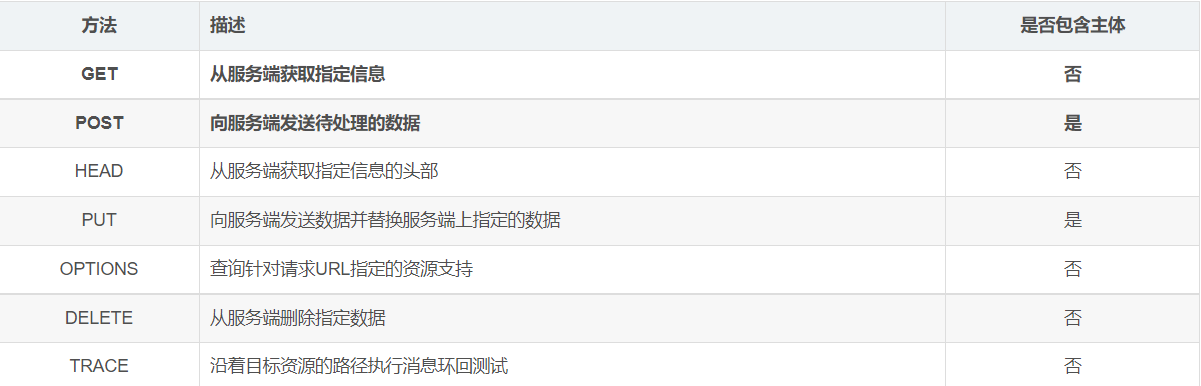 方法 描述 是否包含主体
GET 从服务端获取指定信息 否
POST 向服务端发送待处理的数据 是
HEAD 从服务端获取指定信息的头部 否
PUT 向服务端发送数据并替换服务端上指定的数据 是
OPTIONS 查询针对请求URL指定的资源支持 否
DELETE 从服务端删除指定数据 否
TRACE 沿着目标资源的路径执行消息环回测试 否